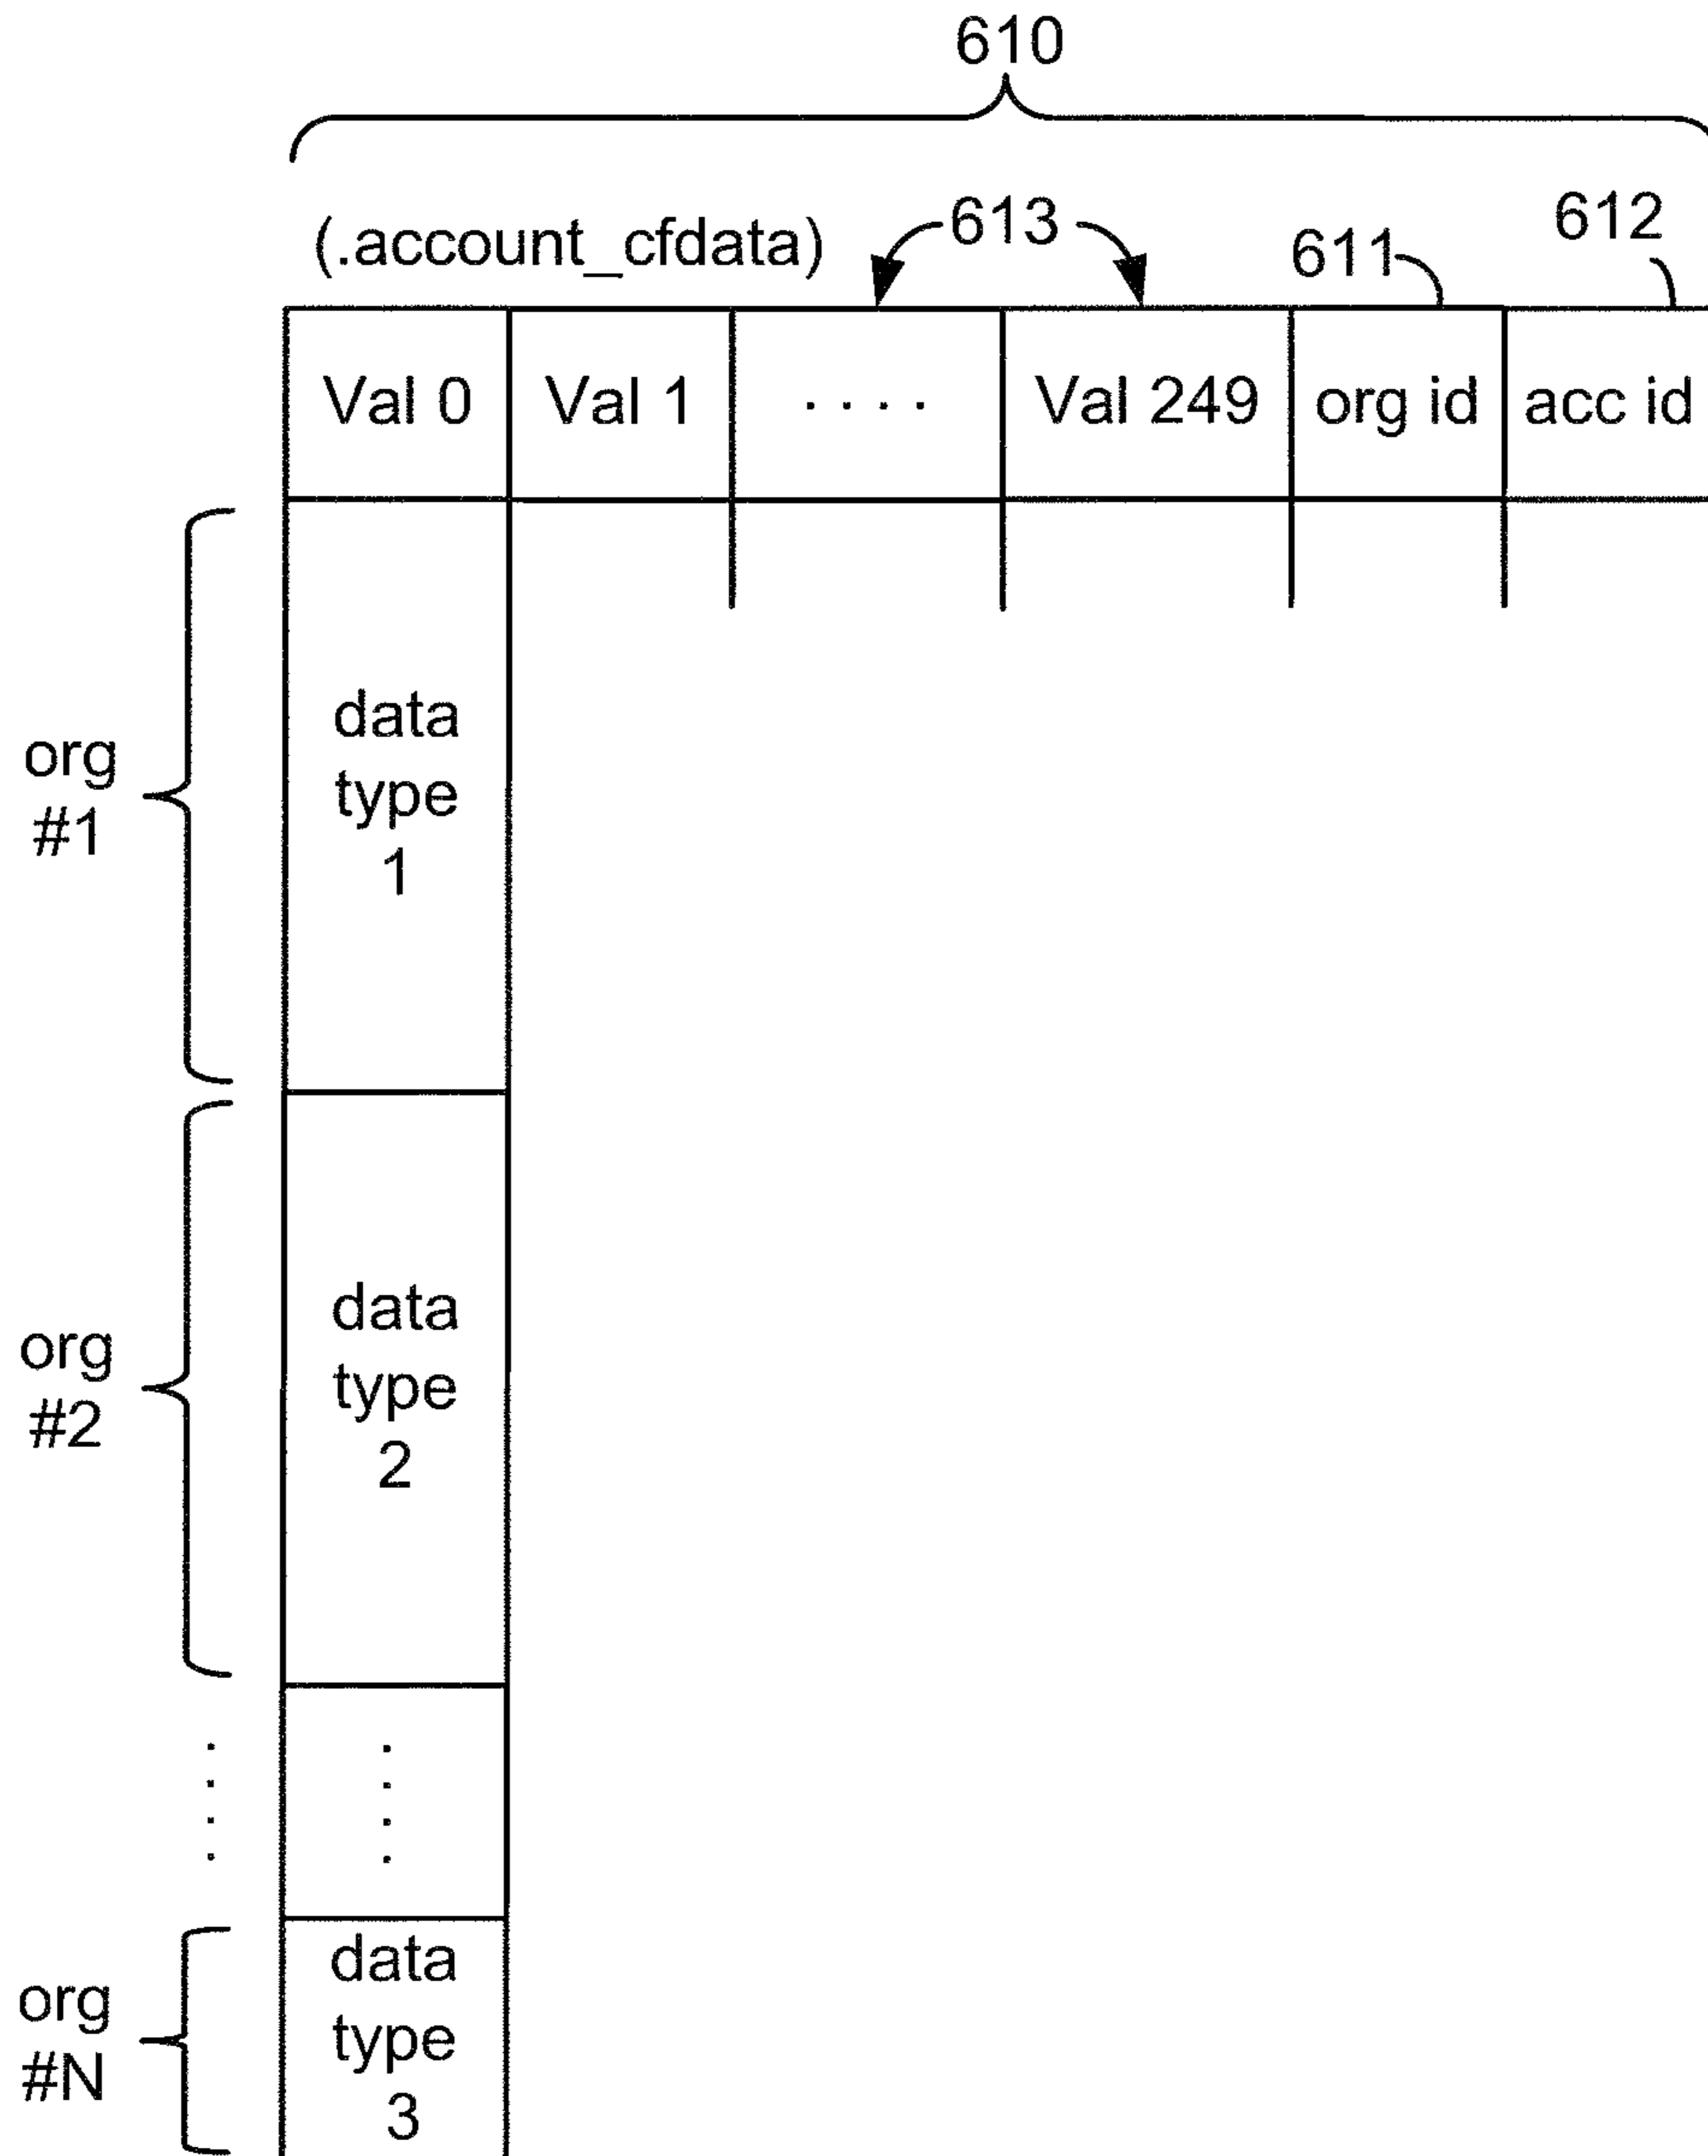 610
(.account_cfdata)
613
611
612
Val 0
Val 1
. . . .
Val 249
org id
acc id
org
#1
data
type
1
org
#2
data
type
2
. . . .
. . . .
org
#N
data
type
3